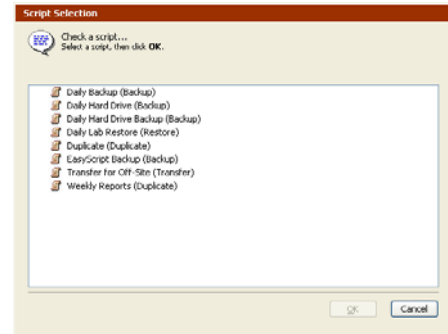 Script Selection
Check a script...
Select a script, then click OK.
Daily Backup (Backup)
Daily Hard Drive (Backup)
Daily Hard Drive Backup (Backup)
Daily Lab Restore (Restore)
Duplicate (Duplicate)
EasyScript Backup (Backup)
Transfer for Off-Site (Transfer)
Weekly Reports (Duplicate)
OK
Cancel